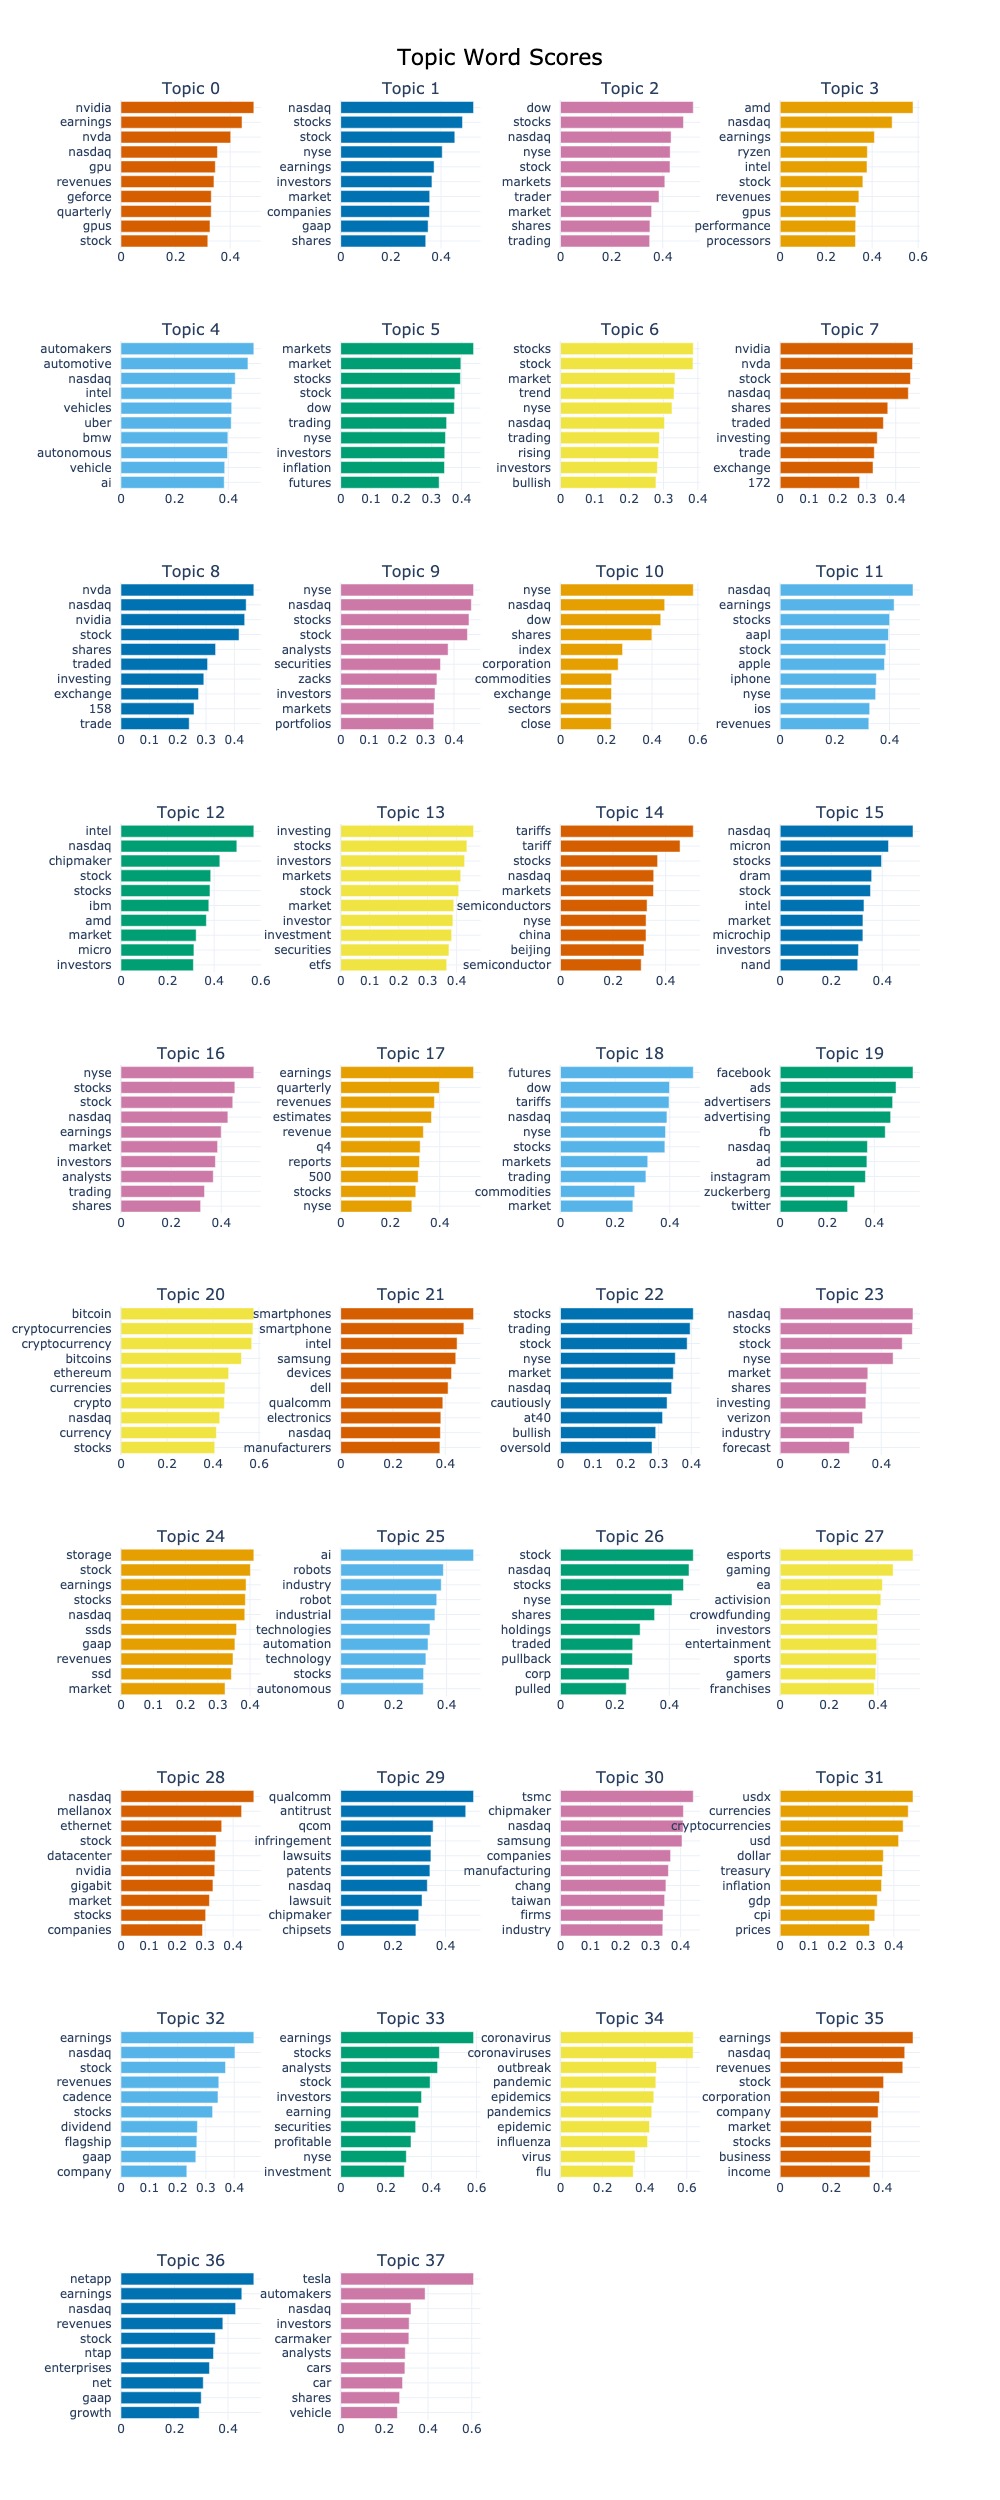 Topic Word Scores
Topic 0
nvidia
earnings
nvda
nasdaq
gpu
revenues
geforce
quarterly
gpus
stock
0 0.2 0.4
Topic 1
nasdaq
stocks
stock
nyse
earnings
investors
market
companies
gaap
shares
0 0.2 0.4
Topic 2
dow
stocks
nasdaq
nyse
stock
markets
trader
market
shares
trading
0 0.2 0.4
Topic 3
amd
nasdaq
earnings
ryzen
intel
stock
revenues
gpus
performance
processors
0 0.2 0.4 0.6
Topic 4
automakers
automotive
nasdaq
intel
vehicles
uber
bmw
autonomous
vehicle
ai
0 0.2 0.4
Topic 5
markets
market
stocks
stock
dow
trading
nyse
investors
inflation
futures
0 0.1 0.2 0.3 0.4
Topic 6
stocks
stock
market
trend
nyse
nasdaq
trading
rising
investors
bullish
0 0.1 0.2 0.3 0.4
Topic 7
nvidia
nvda
stock
nasdaq
shares
traded
investing
trade
exchange
172
0 0.1 0.2 0.3 0.4
Topic 8
nvda
nasdaq
nvidia
stock
shares
traded
investing
exchange
158
trade
0 0.1 0.2 0.3 0.4
Topic 9
nyse
nasdaq
stocks
stock
analysts
securities
zacks
investors
markets
portfolios
0 0.1 0.2 0.3 0.4
Topic 10
nyse
nasdaq
dow
shares
index
corporation
commodities
exchange
sectors
close
0 0.2 0.4 0.6
Topic 11
nasdaq
earnings
stocks
aapl
stock
apple
iphone
nyse
ios
revenues
0 0.2 0.4
Topic 12
intel
nasdaq
chipmaker
stock
stocks
ibm
amd
market
micro
investors
0 0.2 0.4 0.6
Topic 13
investing
stocks
investors
markets
stock
market
investor
investment
securities
etfs
0 0.1 0.2 0.3 0.4
Topic 14
tariffs
tariff
stocks
nasdaq
markets
semiconductors
nyse
china
beijing
semiconductor
0 0.2 0.4
Topic 15
nasdaq
micron
stocks
dram
stock
intel
market
microchip
investors
nand
0 0.2 0.4
Topic 16
nyse
stocks
stock
nasdaq
earnings
market
investors
analysts
trading
shares
0 0.2 0.4
Topic 17
earnings
quarterly
revenues
estimates
revenue
q4
reports
500
stocks
nyse
0 0.2 0.4
Topic 18
futures
dow
tariffs
nasdaq
nyse
stocks
markets
trading
commodities
market
0 0.2 0.4
Topic 19
facebook
ads
advertisers
advertising
fb
nasdaq
ad
instagram
zuckerberg
twitter
0 0.2 0.4
Topic 20
bitcoin
cryptocurrencies
cryptocurrency
bitcoins
ethereum
currencies
crypto
nasdaq
currency
stocks
0 0.2 0.4 0.6
Topic 21
smartphones
smartphone
intel
samsung
devices
dell
qualcomm
electronics
nasdaq
manufacturers
0 0.2 0.4
Topic 22
stocks
trading
stock
nyse
market
nasdaq
cautiously
at40
bullish
oversold
0 0.1 0.2 0.3 0.4
Topic 23
nasdaq
stocks
stock
nyse
market
shares
investing
verizon
industry
forecast
0 0.2 0.4
Topic 24
storage
stock
earnings
stocks
nasdaq
ssds
gaap
revenues
ssd
market
0 0.1 0.2 0.3 0.4
Topic 25
ai
robots
industry
robot
industrial
technologies
automation
technology
stocks
autonomous
0 0.2 0.4
Topic 26
stock
nasdaq
stocks
nyse
shares
holdings
traded
pullback
corp
pulled
0 0.2 0.4
Topic 27
esports
gaming
ea
activision
crowdfunding
investors
entertainment
sports
gamers
franchises
0 0.2 0.4
Topic 28
nasdaq
mellanox
ethernet
stock
datacenter
nvidia
gigabit
market
stocks
companies
0 0.1 0.2 0.3 0.4
Topic 29
qualcomm
antitrust
qcom
infringement
lawsuits
patents
nasdaq
lawsuit
chipmaker
chipsets
0 0.2 0.4
Topic 30
tsmc
chipmaker
nasdaq
samsung
companies
manufacturing
chang
taiwan
firms
industry
0 0.1 0.2 0.3 0.4
Topic 31
usdx
currencies
cryptocurrencies
usd
dollar
treasury
inflation
gdp
cpi
prices
0 0.1 0.2 0.3 0.4
Topic 32
earnings
nasdaq
stock
revenues
cadence
stocks
dividend
flagship
gaap
company
0 0.1 0.2 0.3 0.4
Topic 33
earnings
stocks
analysts
stock
investors
earning
securities
profitable
nyse
investment
0 0.2 0.4 0.6
Topic 34
coronavirus
coronaviruses
outbreak
pandemic
epidemics
pandemics
epidemic
influenza
virus
flu
0 0.2 0.4 0.6
Topic 35
earnings
nasdaq
revenues
stock
corporation
company
market
stocks
business
income
0 0.2 0.4
Topic 36
netapp
earnings
nasdaq
revenues
stock
ntap
enterprises
net
gaap
growth
0 0.2 0.4
Topic 37
tesla
automakers
nasdaq
investors
carmaker
analysts
cars
car
shares
vehicle
0 0.2 0.4 0.6